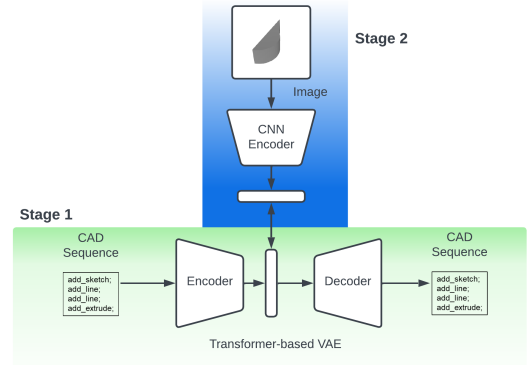 Stage 2
Image
CNN
Encoder
Stage 1
CAD
Sequence
add_sketch;
add_line;
add_line;
add_extrude;
Encoder
Decoder
CAD
Sequence
add_sketch;
add_line;
add_line;
add_extrude;
Transformer-based VAE